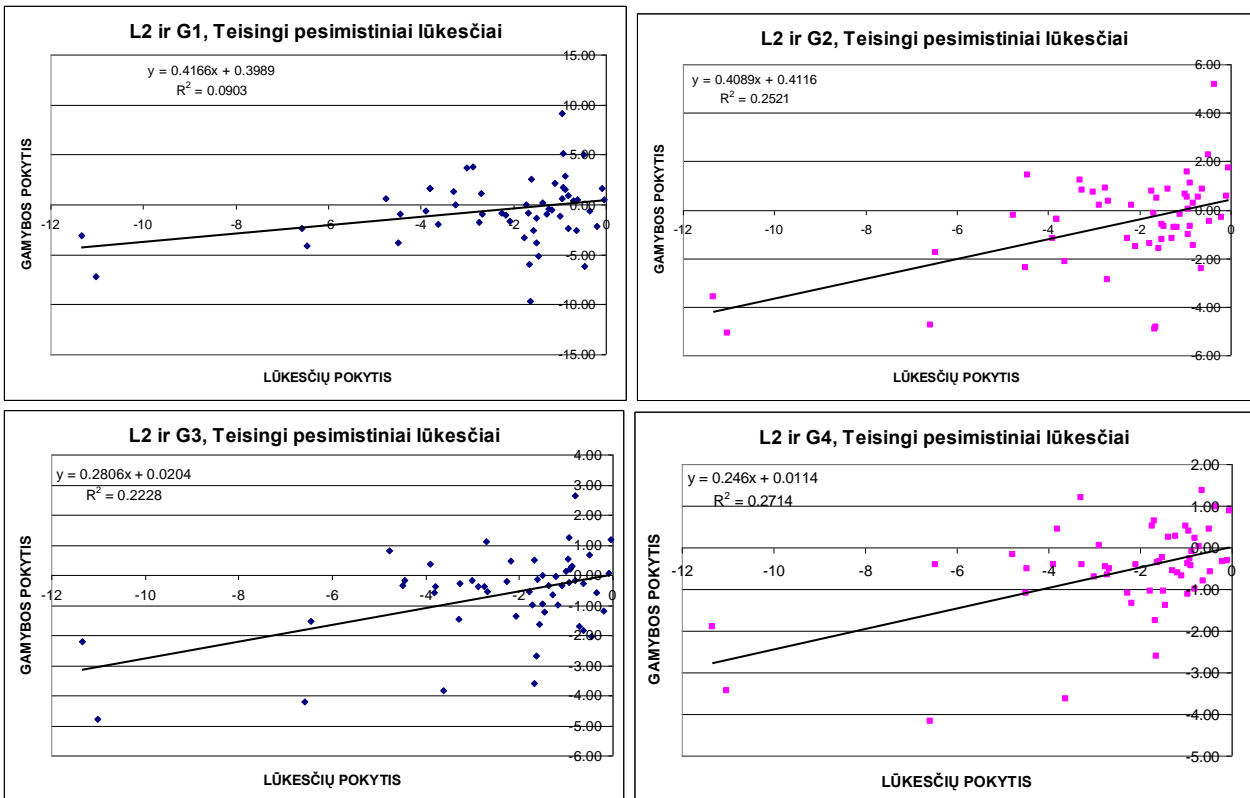 L2 ir G1, Teisingi pesimistiniai lūkesčiai
y = 0.4166x + 0.3989
R² = 0.0903
15.00
10.00
5.00
0.00
-5.00
-10.00
-15.00
-12 -10 -8 -6 -4 -2 0
GAMYBOS POKYTIS
LŪKESČIŲ POKYTIS
L2 ir G2, Teisingi pesimistiniai lūkesčiai
y = 0.4089x + 0.4116
R² = 0.2521
6.00
4.00
2.00
0.00
-2.00
-4.00
-6.00
-12 -10 -8 -6 -4 -2 0
GAMYBOS POKYTIS
LŪKESČIŲ POKYTIS
L2 ir G3, Teisingi pesimistiniai lūkesčiai
y = 0.2806x + 0.0204
R² = 0.2228
4.00
3.00
2.00
1.00
0.00
-1.00
-2.00
-3.00
-4.00
-5.00
-6.00
-12 -10 -8 -6 -4 -2 0
GAMYBOS POKYTIS
LŪKESČIŲ POKYTIS
L2 ir G4, Teisingi pesimistiniai lūkesčiai
y = 0.246x + 0.0114
R² = 0.2714
2.00
1.00
0.00
-1.00
-2.00
-3.00
-4.00
-5.00
-12 -10 -8 -6 -4 -2 0
GAMYBOS POKYTIS
LŪKESČIŲ POKYTIS